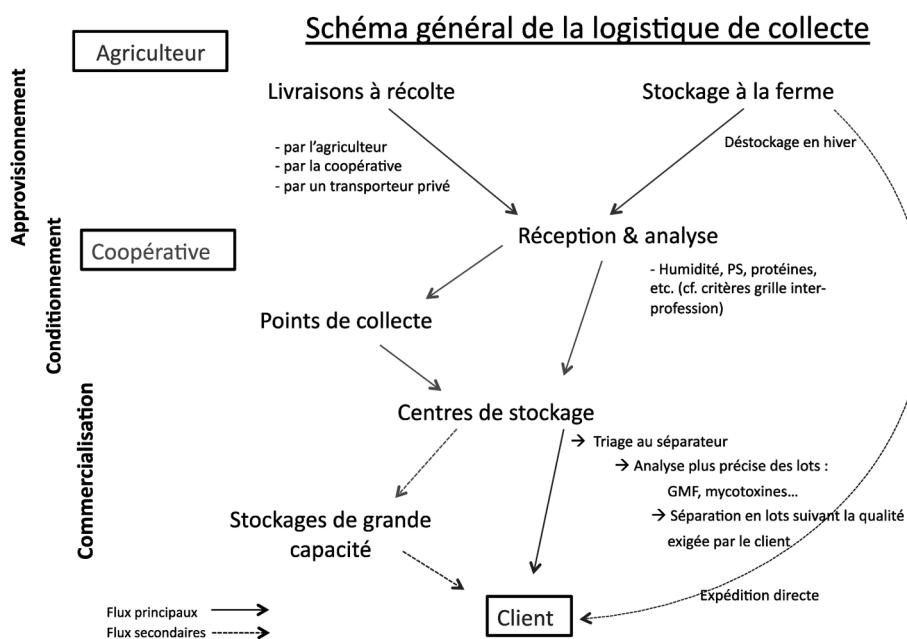 Schéma général de la logistique de collecte
Agriculteur
Approvisionnement
Livraisons à récolte
Stockage à la ferme
- par l’agriculteur
- par la coopérative
- par un transporteur privé
Déstockage en hiver
Conditionnement
Coopérative
Réception & analyse
- Humidité, PS, protéines,
etc. (cf. critères grille inter-
profession)
Points de collecte
Commercialisation
Centres de stockage
→ Triage au séparateur
→ Analyse plus précise des lots :
GMF, mycotoxines...
→ Séparation en lots suivant la qualité
exigée par le client
Stockages de grande
capacité
Expédition directe
Client
Flux principaux
Flux secondaires